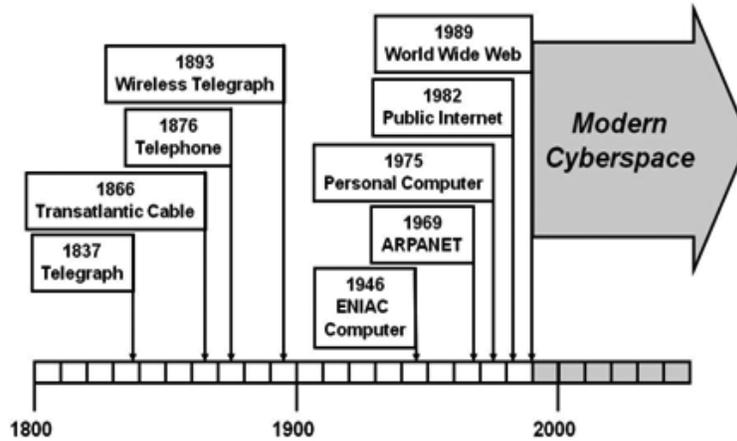 1893
Wireless Telegraph
1876
Telephone
1866
Transatlantic Cable
1837
Telegraph
1989
World Wide Web
1982
Public Internet
1975
Personal Computer
1969
ARPANET
1946
ENIAC
Computer
Modern
Cyberspace
1800
1900
2000